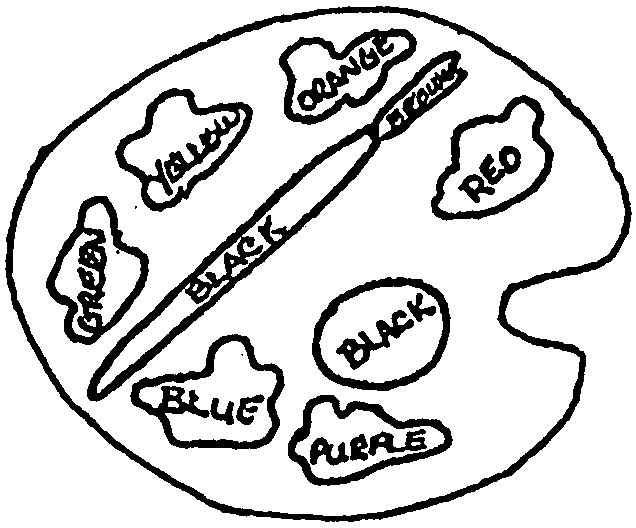 ORANGE
BROWN
YELLOW
RED
GREEN
BLACK
BLACK
BLUE
PURPLE